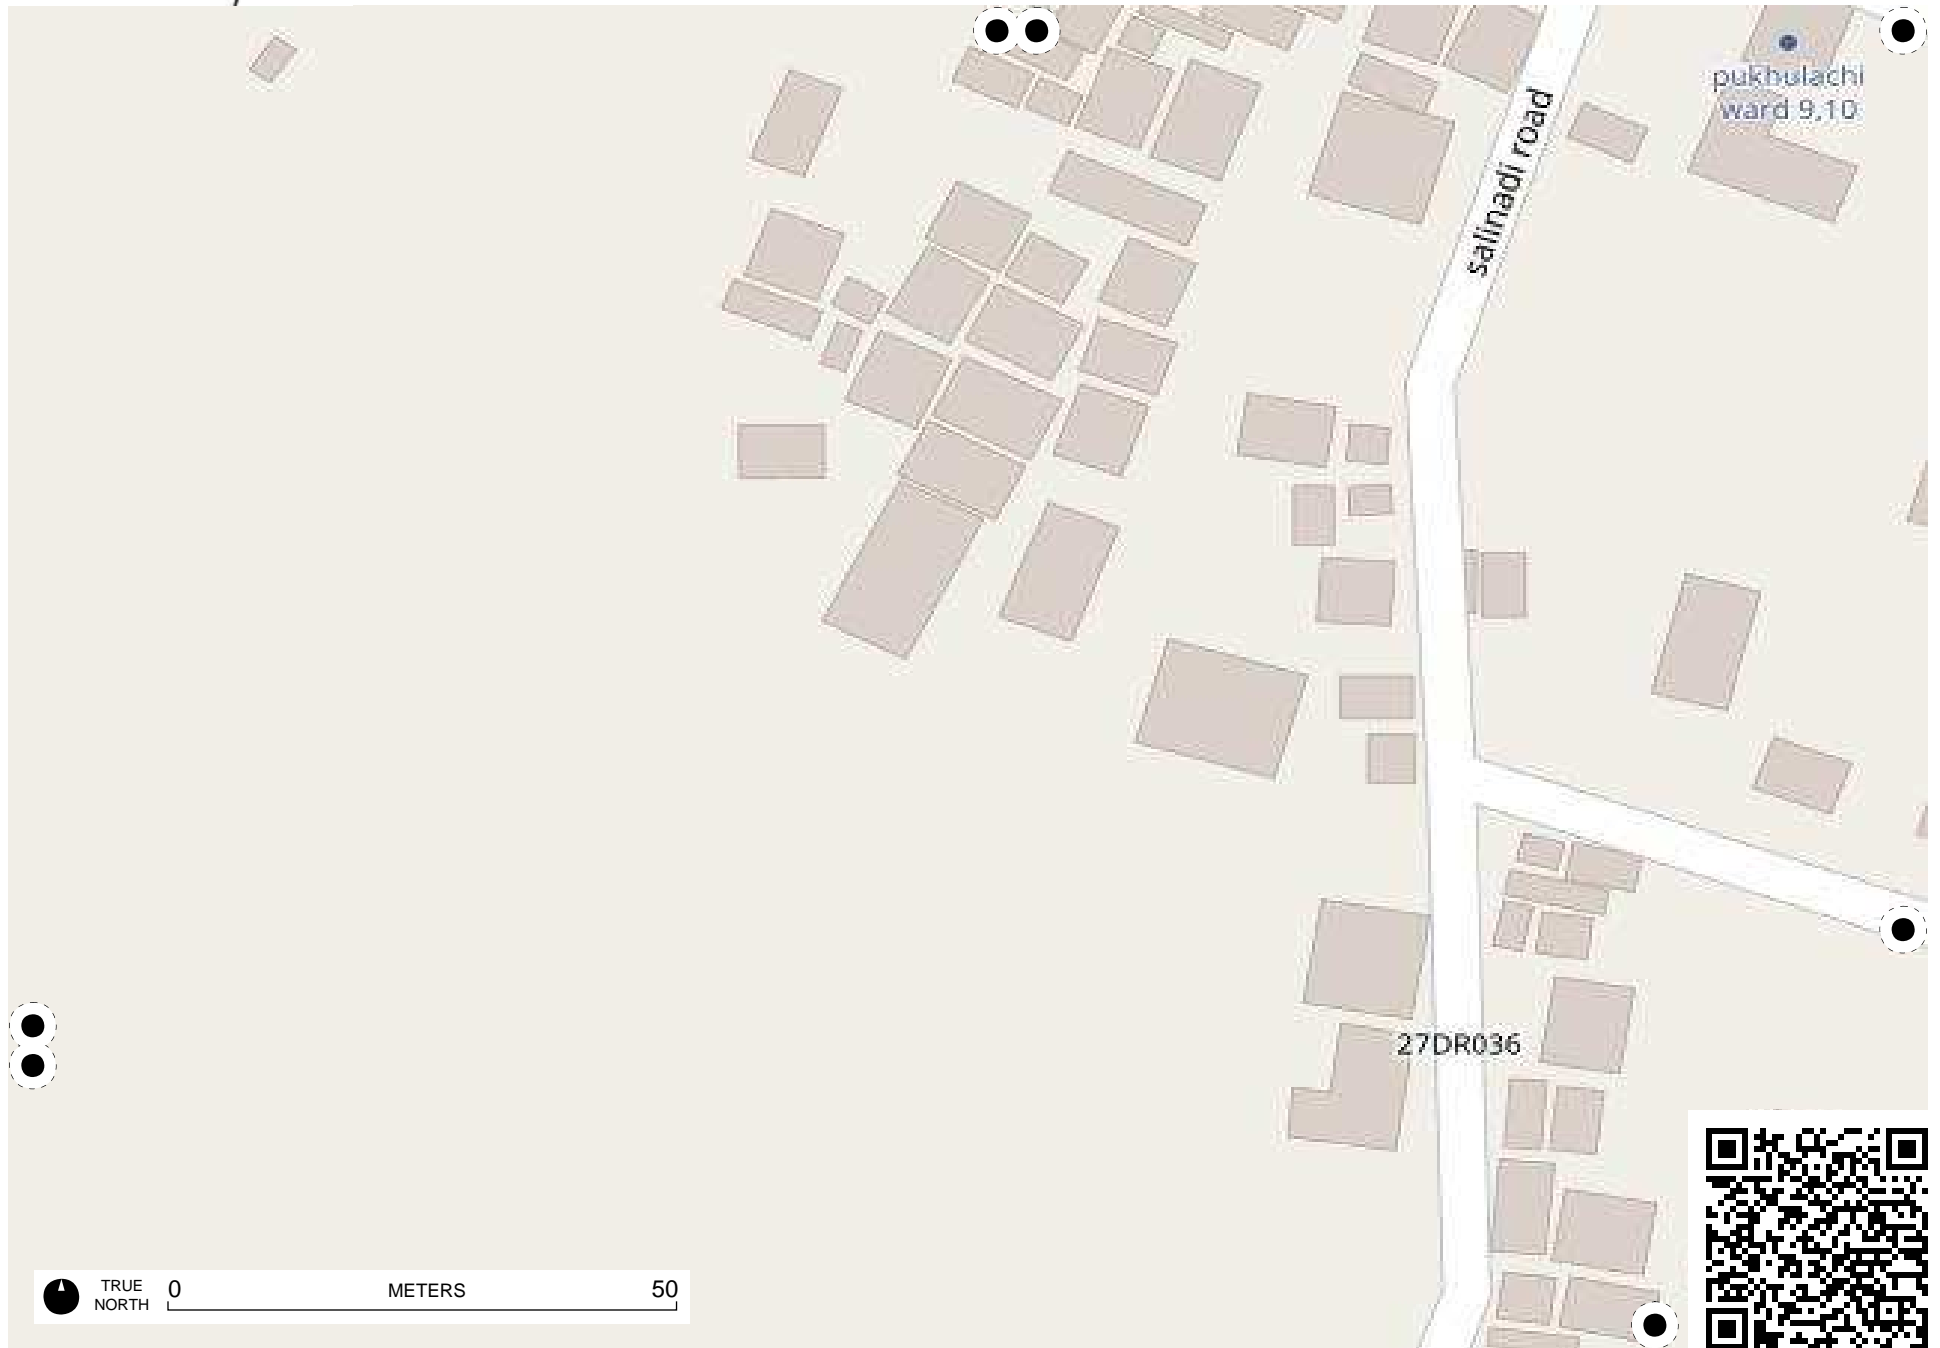 pukhulachi
ward 9,10
salinadi road
27DR036
TRUE
NORTH
0 METERS 50